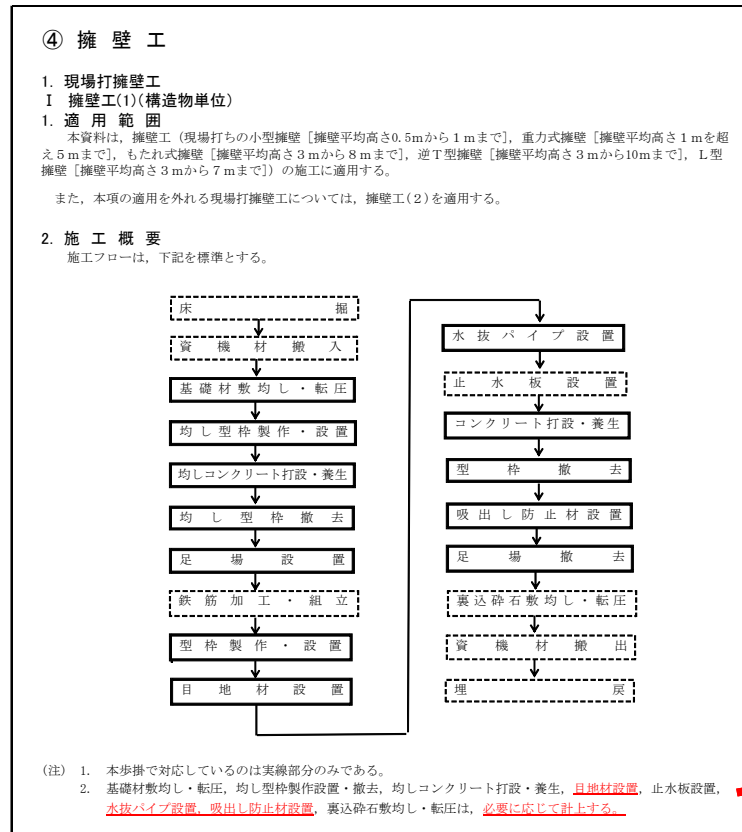 ④ 擁壁工
1. 現場打擁壁工
Ⅰ 擁壁工(1)(構造物単位)
1. 適用範囲
本資料は，擁壁工（現場打ちの小型擁壁［擁壁平均高さ0.5mから１mまで］，重力式擁壁［擁壁平均高さ１mを超
え５mまで］，もたれ式擁壁［擁壁平均高さ３mから８mまで］，逆Ｔ型擁壁［擁壁平均高さ３mから10mまで］，Ｌ型
擁壁［擁壁平均高さ３mから７mまで］）の施工に適用する。
また，本項の適用を外れる現場打擁壁工については，擁壁工(２)を適用する。
2. 施工概要
施工フローは，下記を標準とする。
床掘
資機材搬入
基礎材敷均し・転圧
均し型枠製作・設置
均しコンクリート打設・養生
均し型枠撤去
足場設置
鉄筋加工・組立
型枠製作・設置
目地材設置
水抜パイプ設置
止水板設置
コンクリート打設・養生
型枠撤去
吸出し防止材設置
足場撤去
裏込砕石敷均し・転圧
資機材搬出
埋戻
(注) 1. 本歩掛で対応しているのは実線部分のみである。
2. 基礎材敷均し・転圧，均し型枠製作設置・撤去，均しコンクリート打設・養生，目地材設置，止水板設置，
水抜パイプ設置，吸出し防止材設置，裏込砕石敷均し・転圧は，必要に応じて計上する。